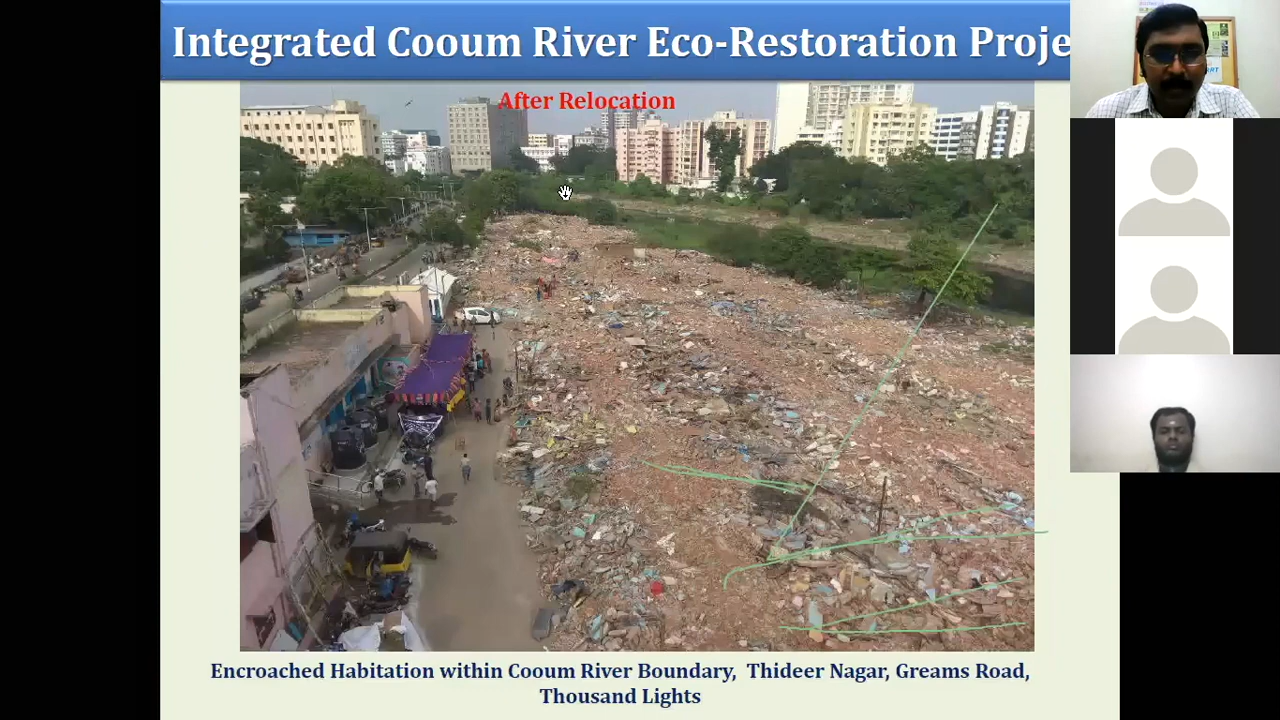 Integrated Cooum River Eco-Restoration Proje
After Relocation
Encroached Habitation within Cooum River Boundary, Thideer Nagar, Greams Road,
Thousand Lights